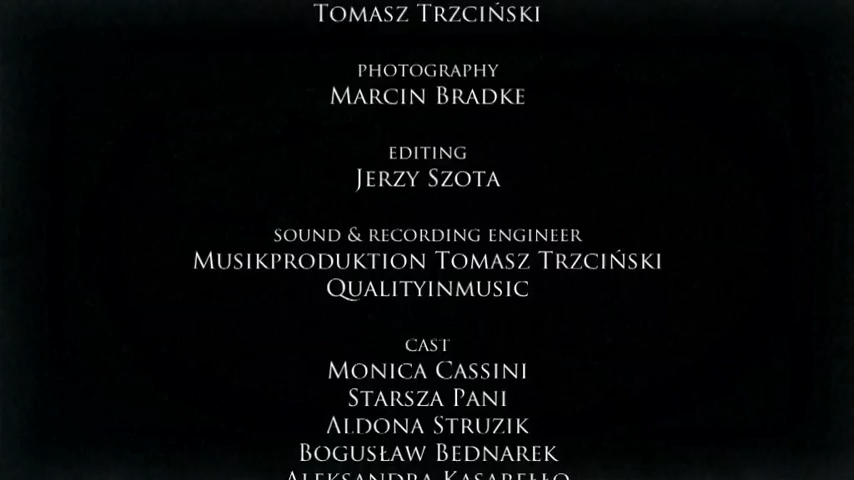 Tomasz Trzciński
photography
Marcin Bradke
editing
Jerzy Szota
sound & recording engineer
Musikproduktion Tomasz Trzciński
Qualityinmusic
cast
Monica Cassini
Starsza Pani
Aldona Struzik
Bogusław Bednarek
Aleksandra